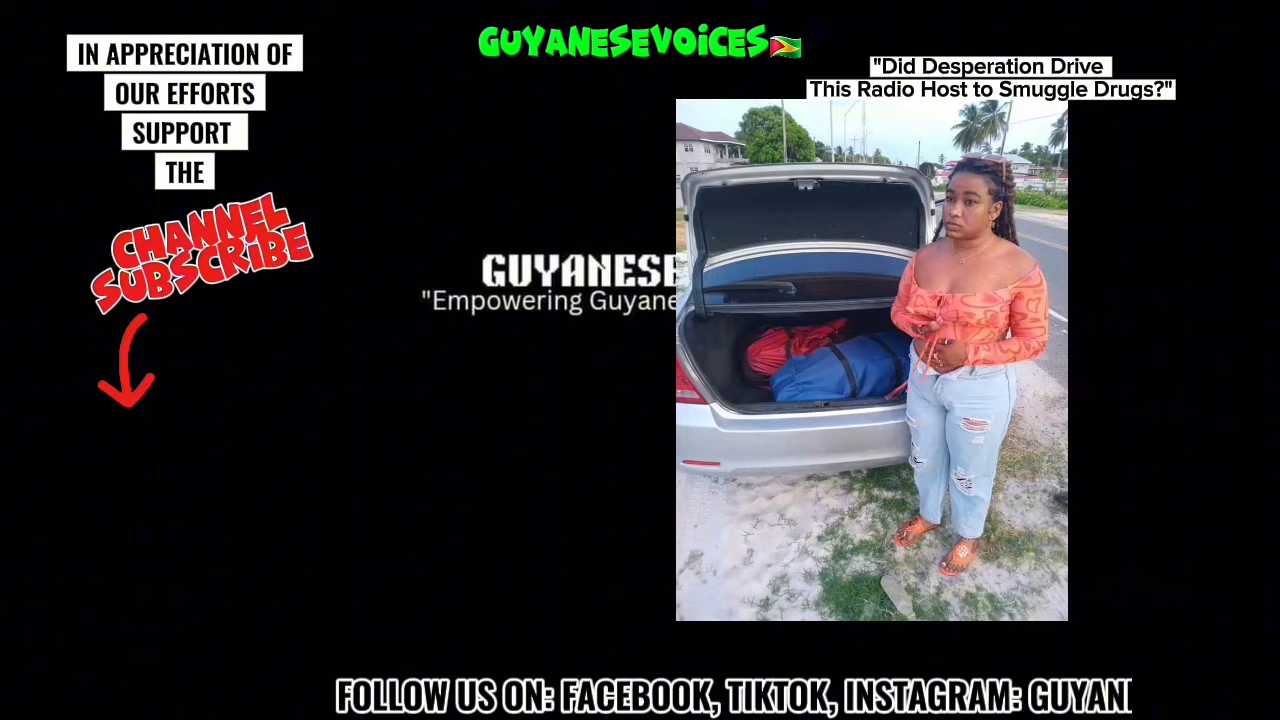 IN APPRECIATION OF
OUR EFFORTS
SUPPORT
THE
CHANNEL
SUBSCRIBE
GUYANESEVOICES
"Did Desperation Drive
This Radio Host to Smuggle Drugs?"
GUYANESE
"Empowering Guyane
FOLLOW US ON: FACEBOOK, TIKTOK, INSTAGRAM: GUYAN